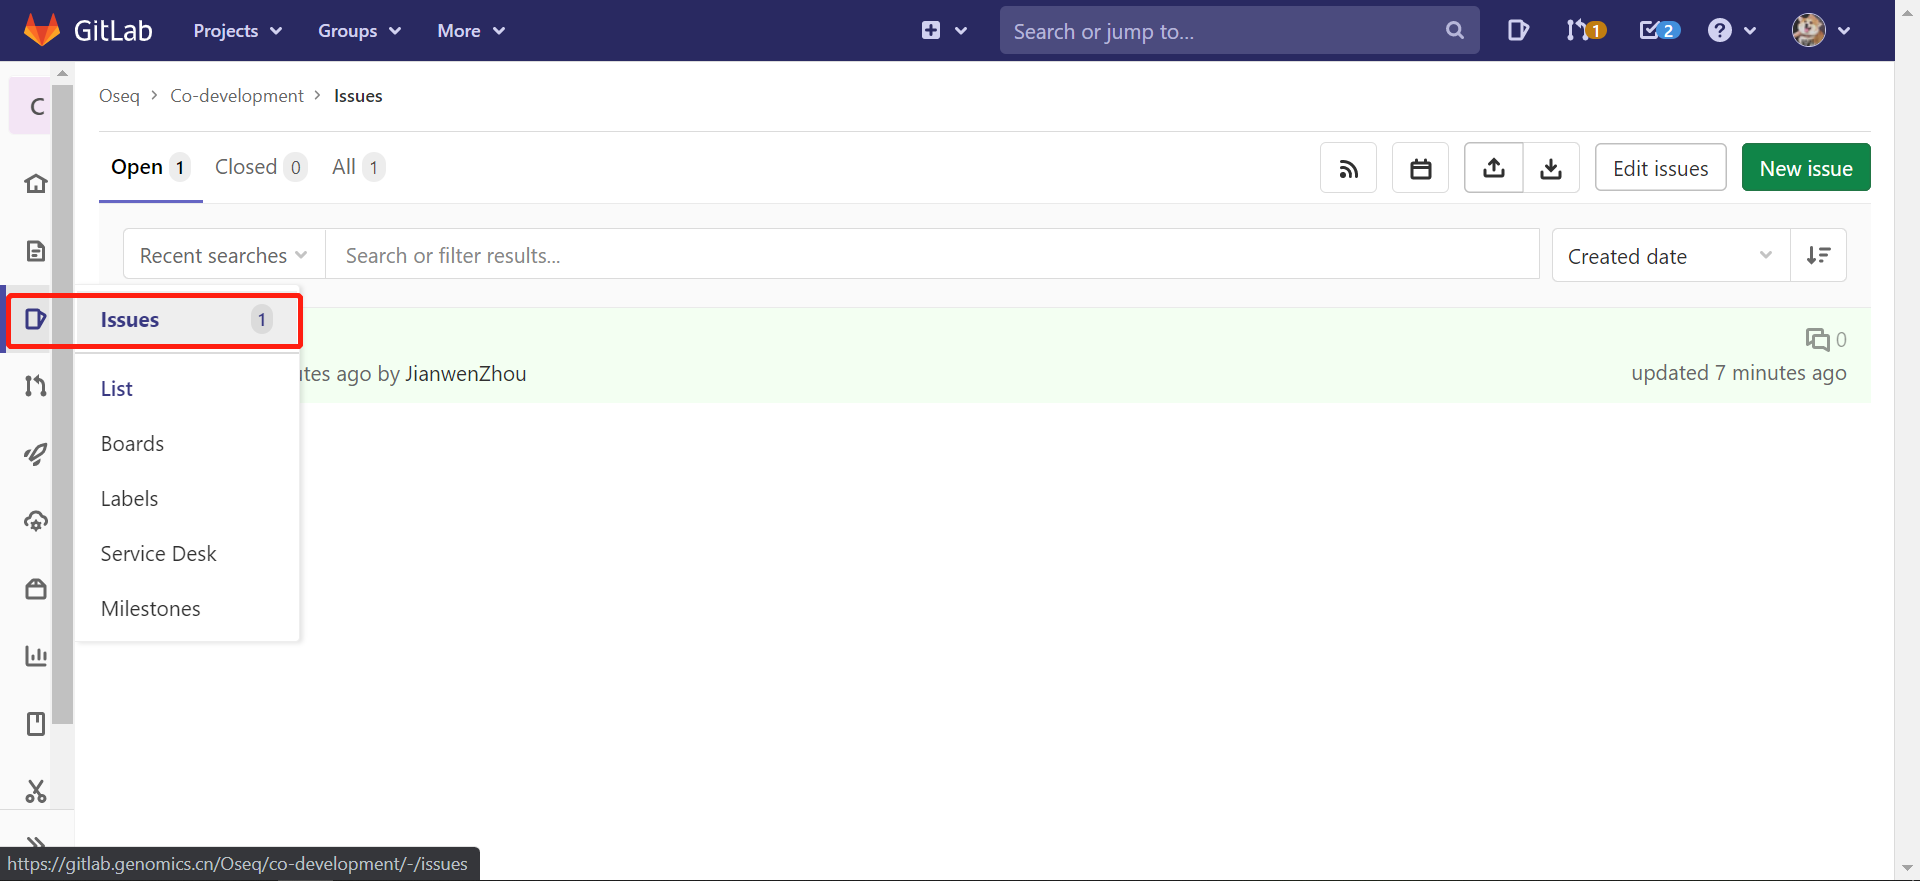 GitLab Projects Groups More Search or jump to... 1 2
C
Oseq Co-development Issues
Open 1 Closed 0 All 1 Edit issues New issue
Recent searches Search or filter results... Created date
Issues 1
0
ago by JianwenZhou updated 7 minutes ago
List
Boards
Labels
Service Desk
Milestones
https://gitlab.genomics.cn/Oseq/co-development/-/issues